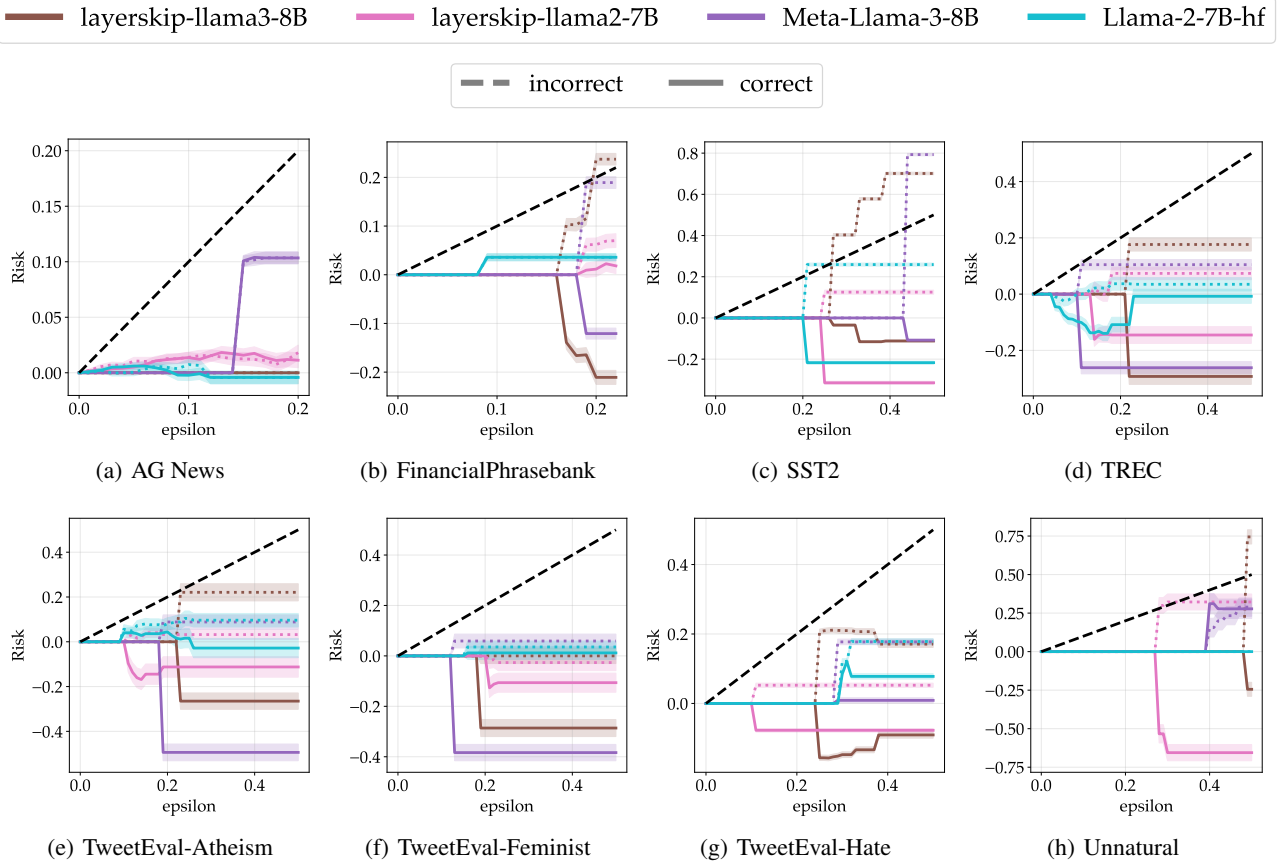 layerskip-llama3-8B layerskip-llama2-7B Meta-Llama-3-8B Llama-2-7B-hf
incorrect correct
0.20
0.15
0.10
0.05
0.00
Risk
0.0 0.1 0.2
epsilon
(a) AG News
0.2
0.1
0.0
−0.1
−0.2
Risk
0.0 0.1 0.2
epsilon
(b) FinancialPhrasebank
0.8
0.6
0.4
0.2
0.0
−0.2
Risk
0.0 0.2 0.4
epsilon
(c) SST2
0.4
0.2
0.0
−0.2
Risk
0.0 0.2 0.4
epsilon
(d) TREC
0.4
0.2
0.0
−0.2
−0.4
Risk
0.0 0.2 0.4
epsilon
(e) TweetEval-Atheism
0.4
0.2
0.0
−0.2
−0.4
Risk
0.0 0.2 0.4
epsilon
(f) TweetEval-Feminist
0.4
0.2
0.0
Risk
0.0 0.2 0.4
epsilon
(g) TweetEval-Hate
0.75
0.50
0.25
0.00
−0.25
−0.50
−0.75
Risk
0.0 0.2 0.4
epsilon
(h) Unnatural